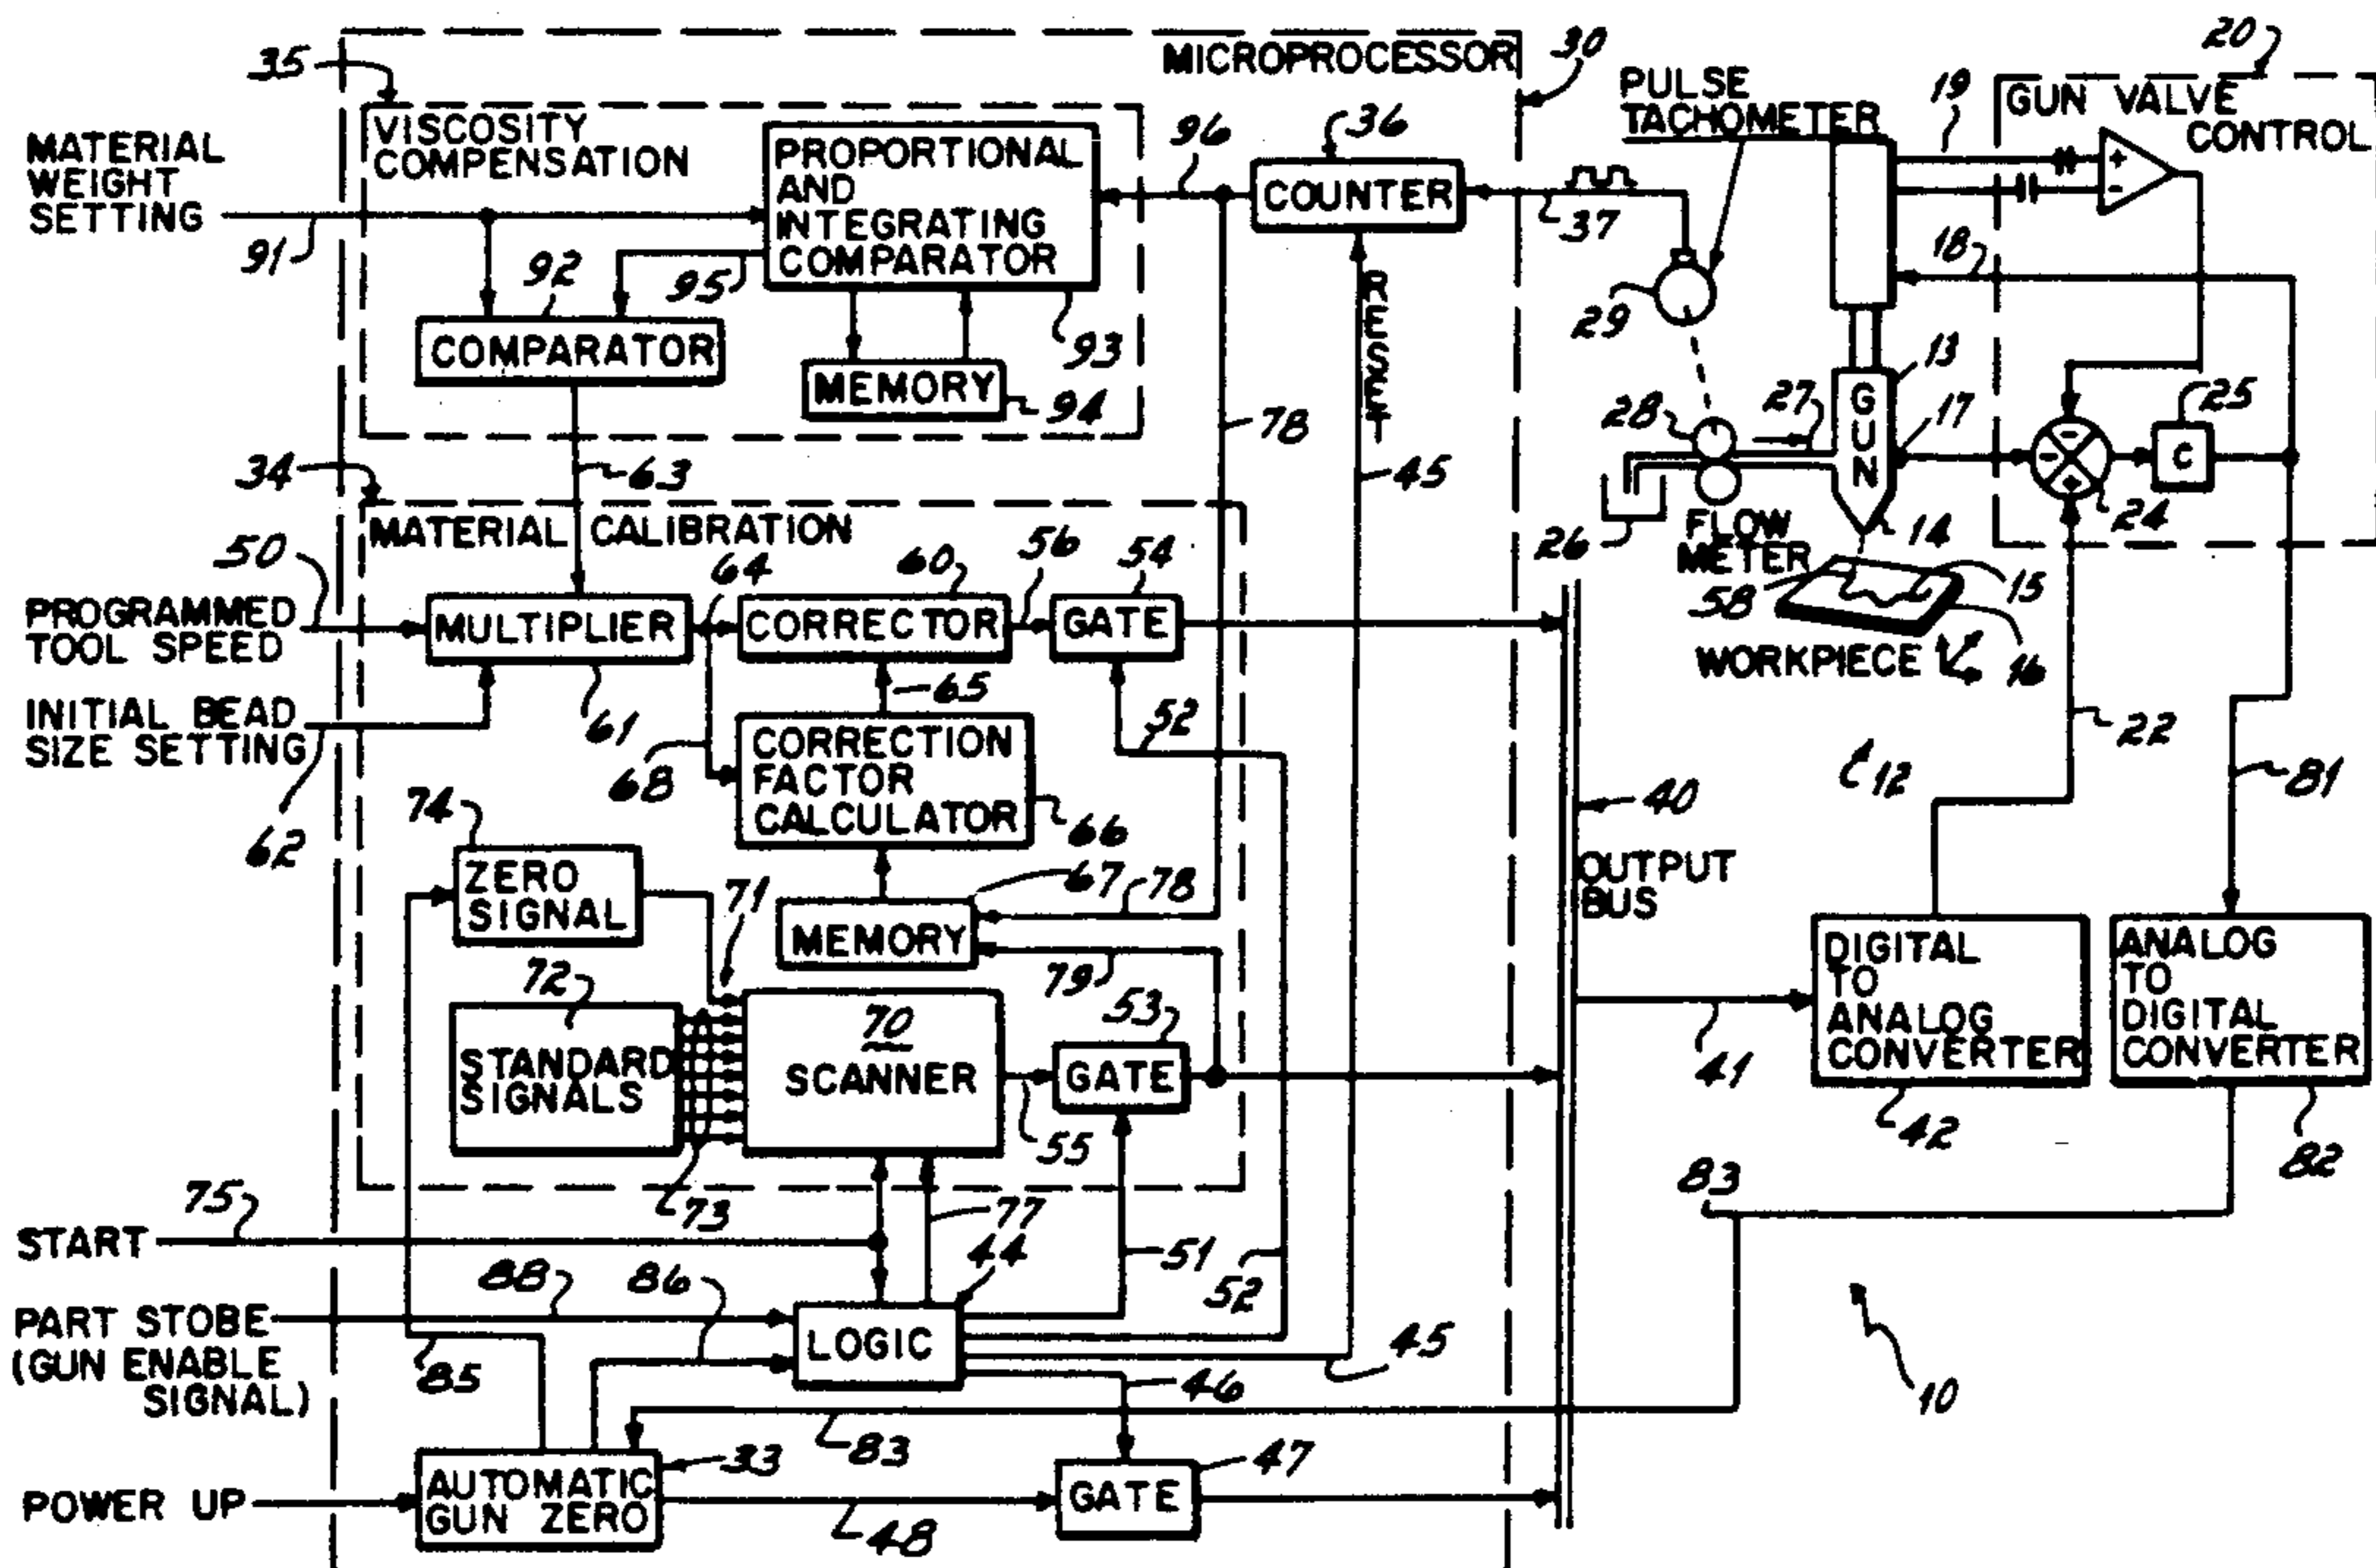 35
MICROPROCESSOR
30
20
PULSE
TACHOMETER
19
GUN VALVE
CONTROL
VISCOSITY
COMPENSATION
MATERIAL
WEIGHT
SETTING
91
PROPORTIONAL
AND
INTEGRATING
COMPARATOR
96
36
COUNTER
37
+
-
18
92
95
COMPARATOR
93
MEMORY
94
RESET
29
13
GUN
17
25
28
27
-
-
+
C
24
78
45
34
63
MATERIAL CALIBRATION
26
FLOW
METER
14
58
15
WORKPIECE
16
50
64
60
56
54
PROGRAMMED
TOOL SPEED
MULTIPLIER
CORRECTOR
GATE
65
52
22
INITIAL BEAD
SIZE SETTING
61
68
CORRECTION
FACTOR
CALCULATOR
66
12
81
40
OUTPUT
BUS
62
74
ZERO
SIGNAL
71
67
78
MEMORY
79
72
STANDARD
SIGNALS
73
70
SCANNER
53
GATE
55
41
DIGITAL
TO
ANALOG
CONVERTER
42
ANALOG
TO
DIGITAL
CONVERTER
82
83
75
START
77
44
51
52
88
86
PART STOBE
(GUN ENABLE
SIGNAL)
85
LOGIC
45
46
10
83
33
47
POWER UP
AUTOMATIC
GUN ZERO
48
GATE